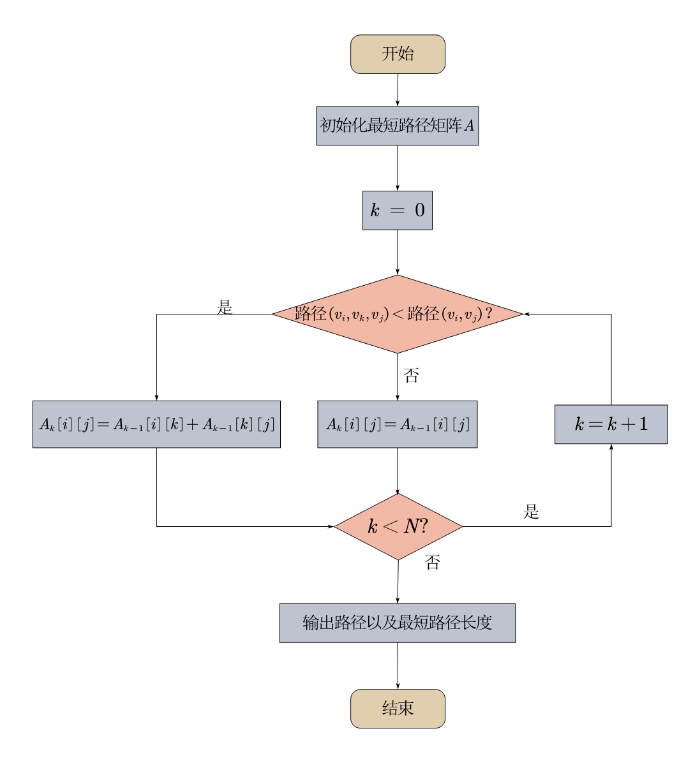 开始
初始化最短路径矩阵A
k = 0
路径(vᵢ,vₖ,vⱼ)<路径(vᵢ,vⱼ)?
是
否
Aₖ[i][j]=Aₖ₋₁[i][k]+Aₖ₋₁[k][j]
Aₖ[i][j]=Aₖ₋₁[i][j]
k=k+1
k<N?
是
否
输出路径以及最短路径长度
结束